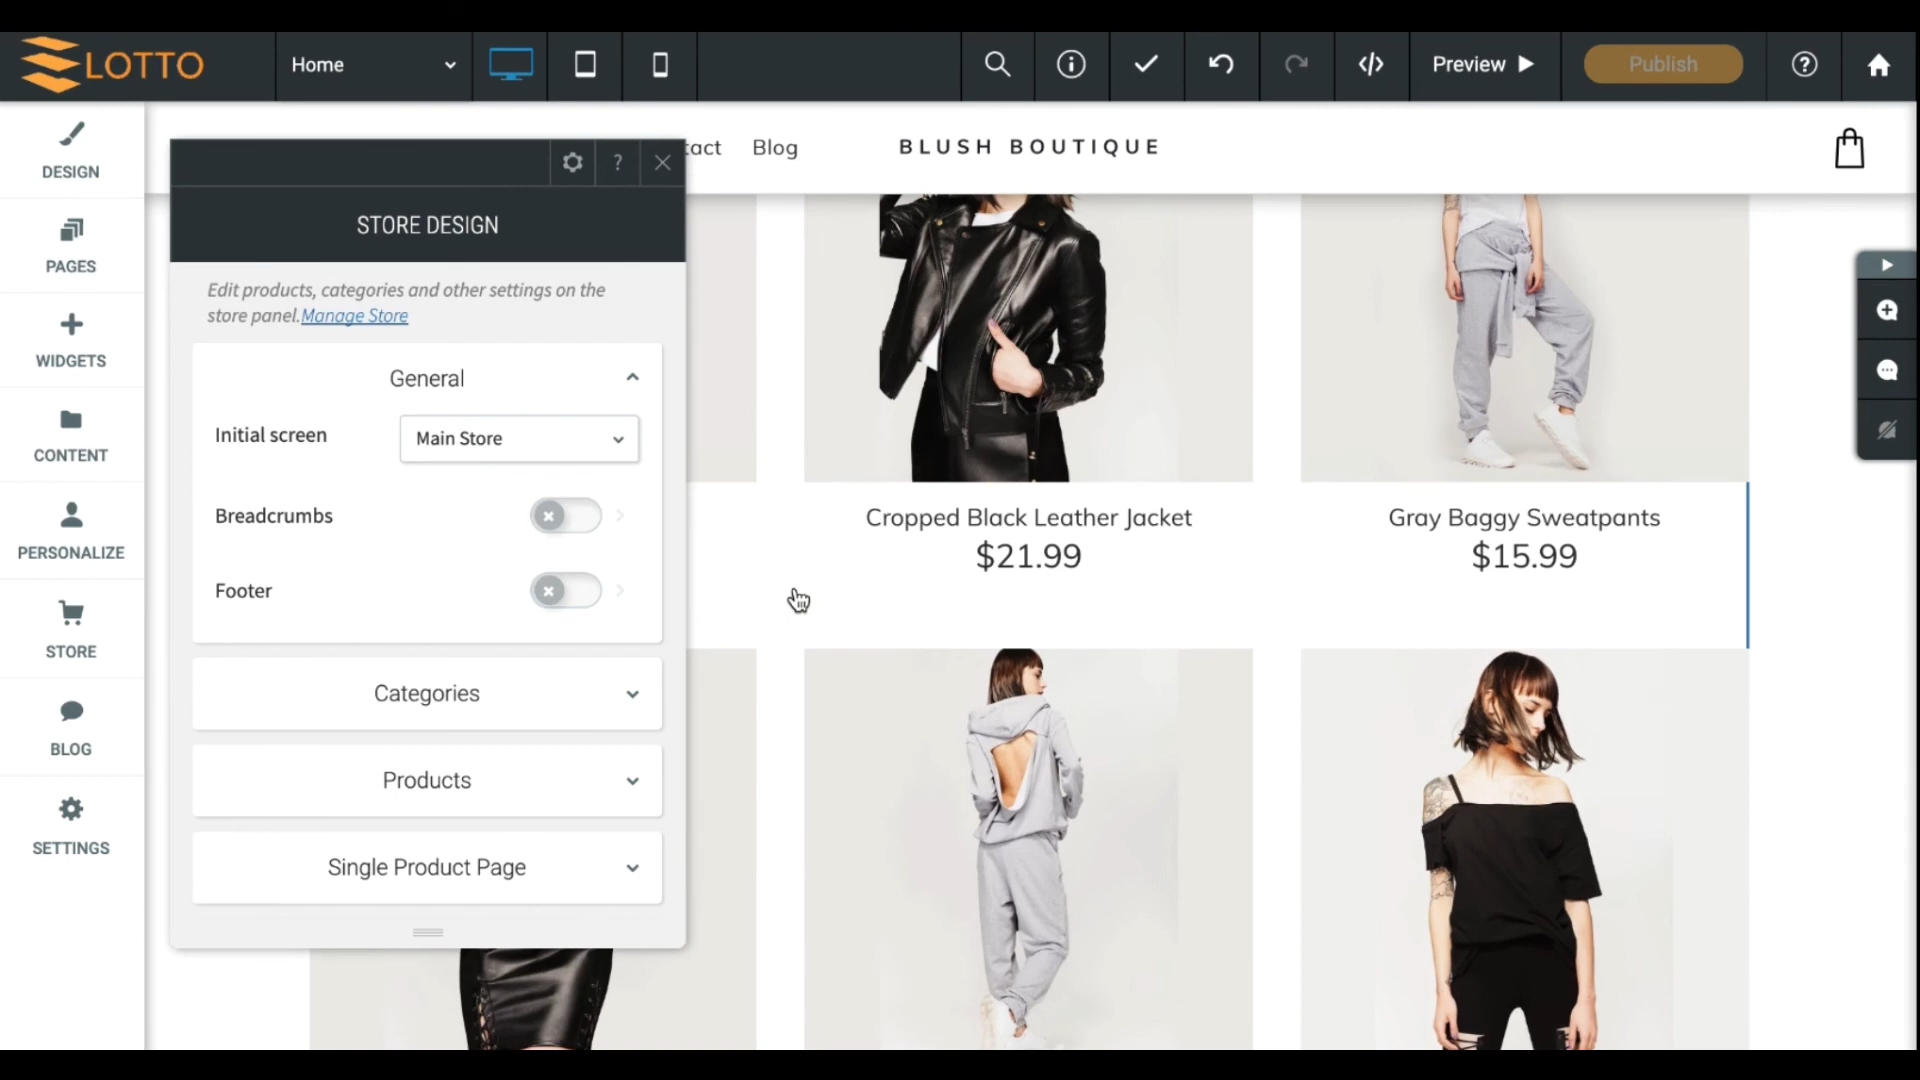 LOTTO
Home
Preview
Publish
DESIGN
PAGES
WIDGETS
CONTENT
PERSONALIZE
STORE
BLOG
SETTINGS
tact
Blog
BLUSH BOUTIQUE
?
STORE DESIGN
Edit products, categories and other settings on the
store panel.Manage Store
General
Initial screen
Main Store
Breadcrumbs
Footer
Categories
Products
Single Product Page
Cropped Black Leather Jacket
$21.99
Gray Baggy Sweatpants
$15.99